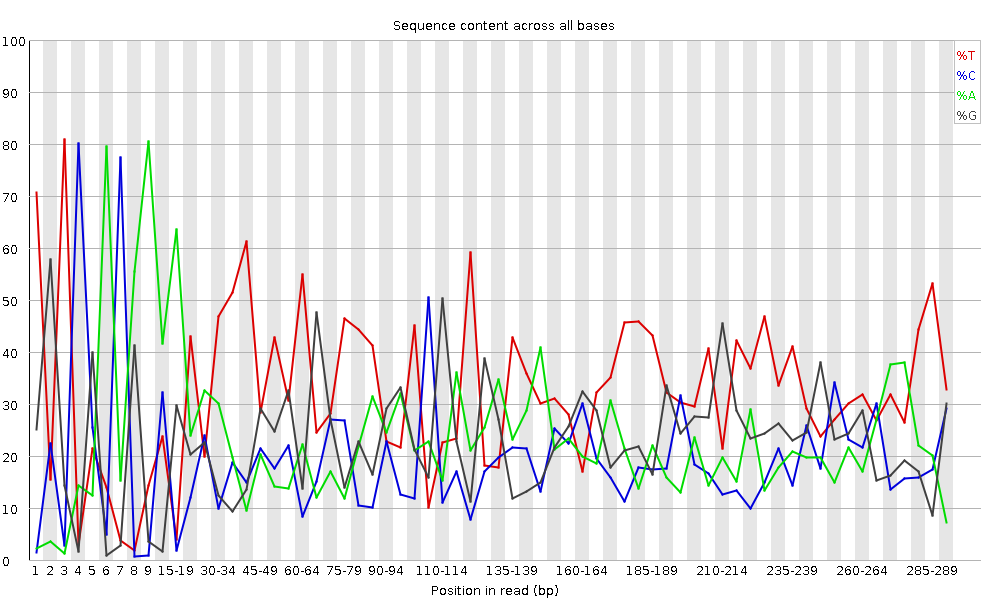 Sequence content across all bases
100
90
80
70
60
50
40
30
20
10
0
%T
%C
%A
%G
1 2 3 4 5 6 7 8 9 15-19 30-34 45-49 60-64 75-79 90-94 110-114 135-139 160-164 185-189 210-214 235-239 260-264 285-289
Position in read (bp)